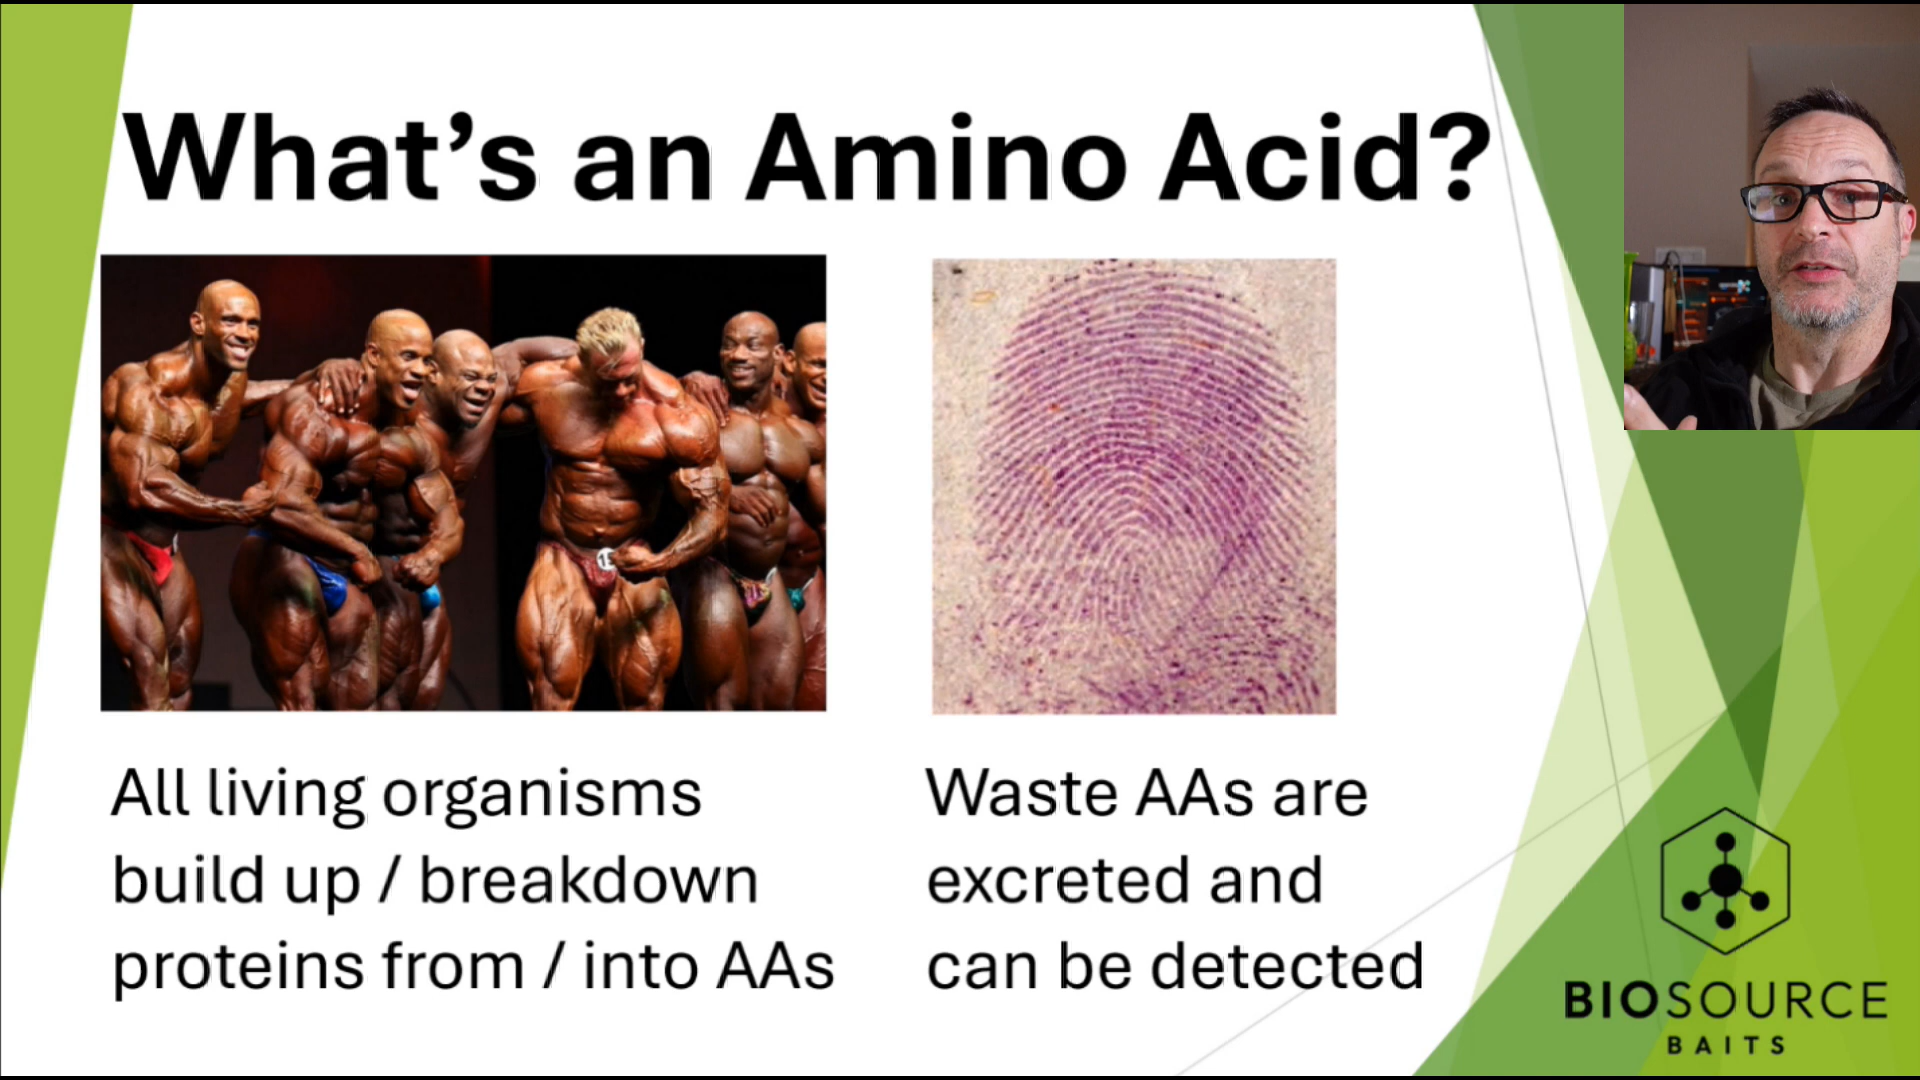 What's an Amino Acid?
All living organisms
build up / breakdown
proteins from / into AAs
Waste AAs are
excreted and
can be detected
BIOSOURCE
BAITS